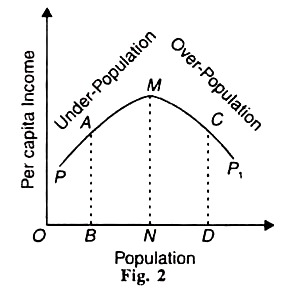 Per capita Income
Under-Population
Over-Population
M
A
C
P
P₁
O
B
N
D
Population
Fig. 2